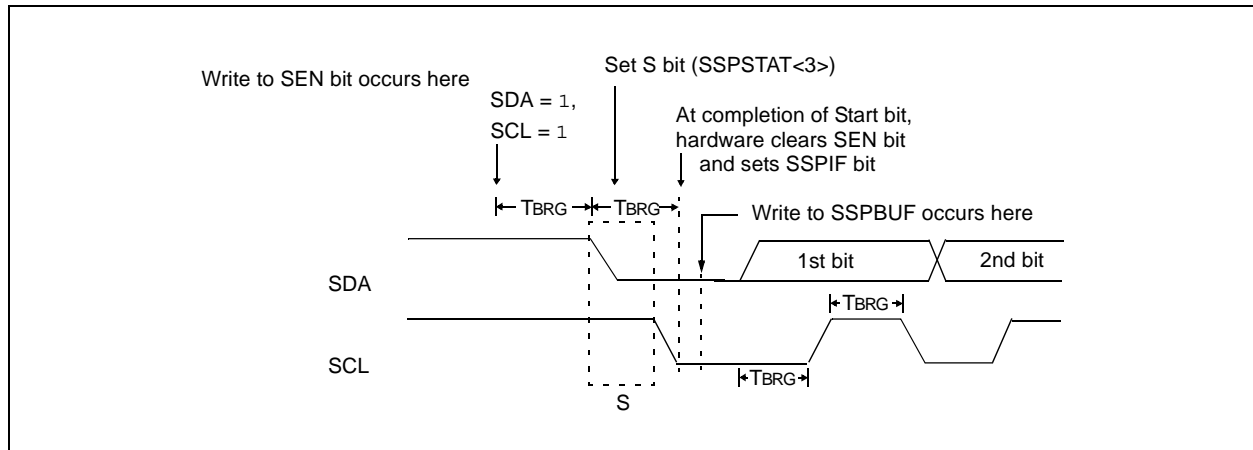 Set S bit (SSPSTAT<3>)
Write to SEN bit occurs here
SDA = 1,
SCL = 1
At completion of Start bit,
hardware clears SEN bit
and sets SSPIF bit
TBRG
TBRG
Write to SSPBUF occurs here
1st bit
2nd bit
SDA
TBRG
SCL
TBRG
S